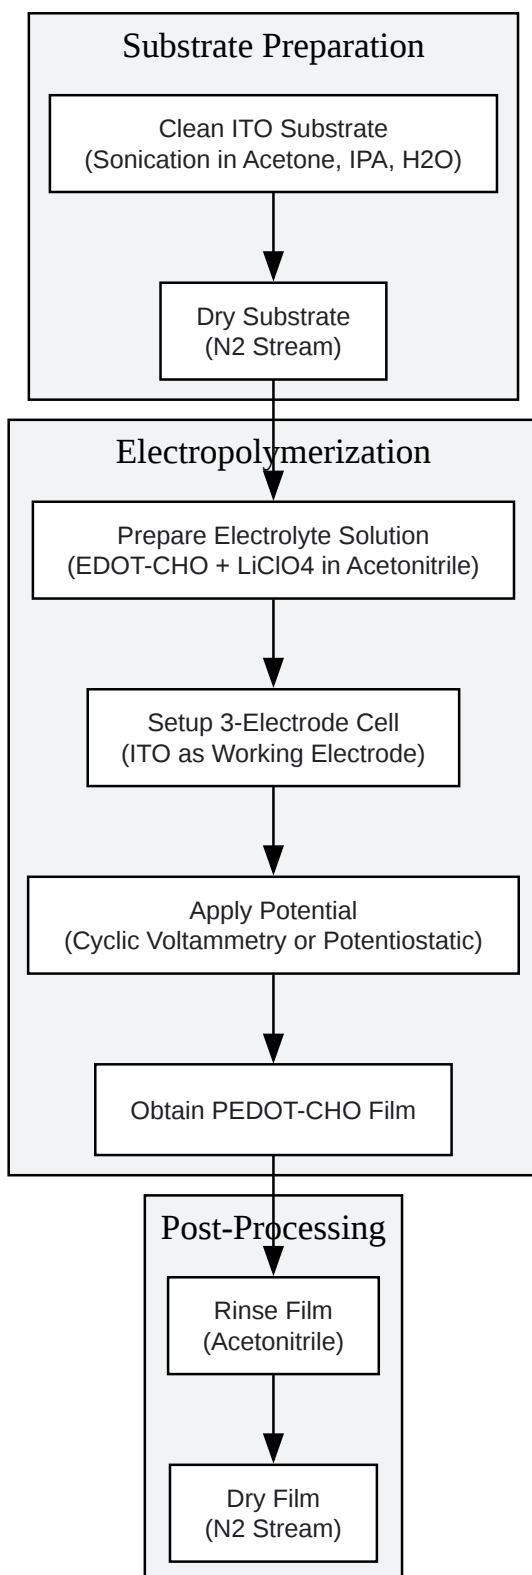 Substrate Preparation
Clean ITO Substrate
(Sonication in Acetone, IPA, H2O)
Dry Substrate
(N2 Stream)
Electropolymerization
Prepare Electrolyte Solution
(EDOT-CHO + LiClO4 in Acetonitrile)
Setup 3-Electrode Cell
(ITO as Working Electrode)
Apply Potential
(Cyclic Voltammetry or Potentiostatic)
Obtain PEDOT-CHO Film
Post-Processing
Rinse Film
(Acetonitrile)
Dry Film
(N2 Stream)